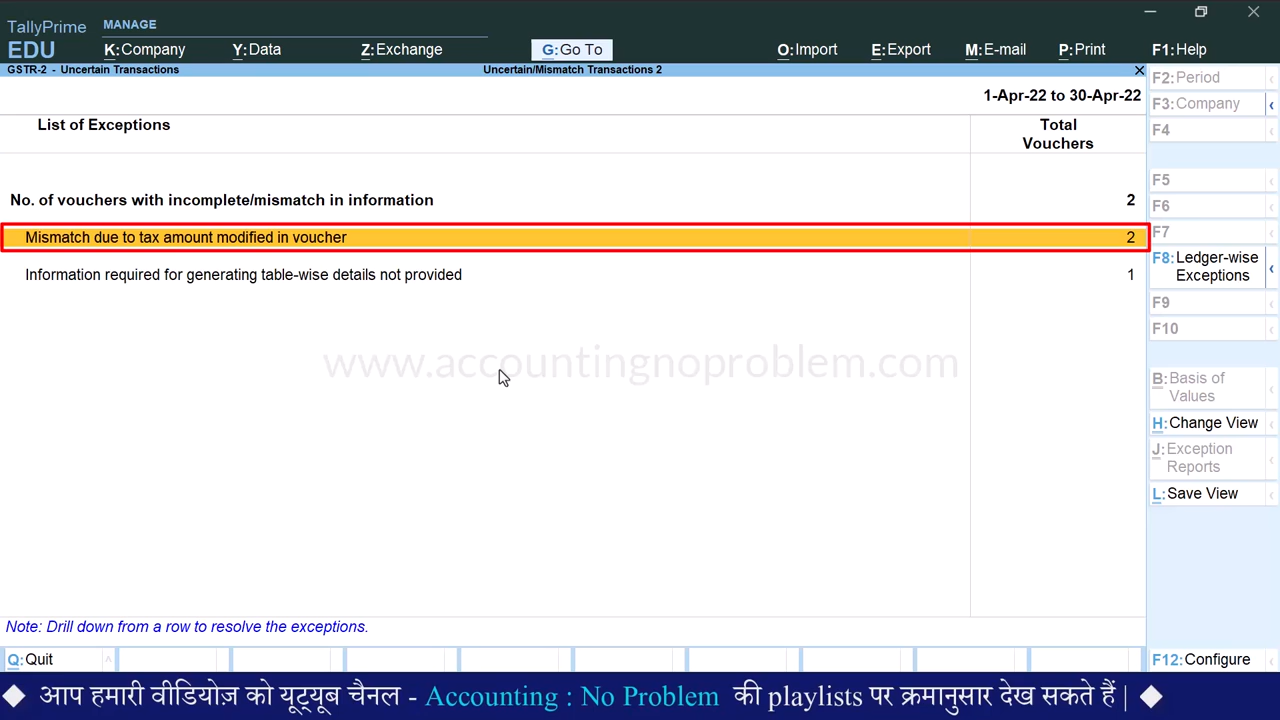 TallyPrime
MANAGE
EDU
K:Company
Y:Data
Z:Exchange
G:Go To
O:Import
E:Export
M:E-mail
P:Print
F1:Help
GSTR-2 - Uncertain Transactions
Uncertain/Mismatch Transactions 2
1-Apr-22 to 30-Apr-22
List of Exceptions
Total
Vouchers
No. of vouchers with incomplete/mismatch in information
2
Mismatch due to tax amount modified in voucher
2
Information required for generating table-wise details not provided
1
www.accountingnoproblem.com
Note: Drill down from a row to resolve the exceptions.
Q:Quit
F2:Period
F3:Company
F4
F5
F6
F7
F8:Ledger-wise
Exceptions
F9
F10
B:Basis of
Values
H:Change View
J:Exception
Reports
L:Save View
F12:Configure
आप हमारी वीडियोज़ को यूट्यूब चैनल - Accounting : No Problem की playlists पर क्रमानुसार देख सकते हैं |